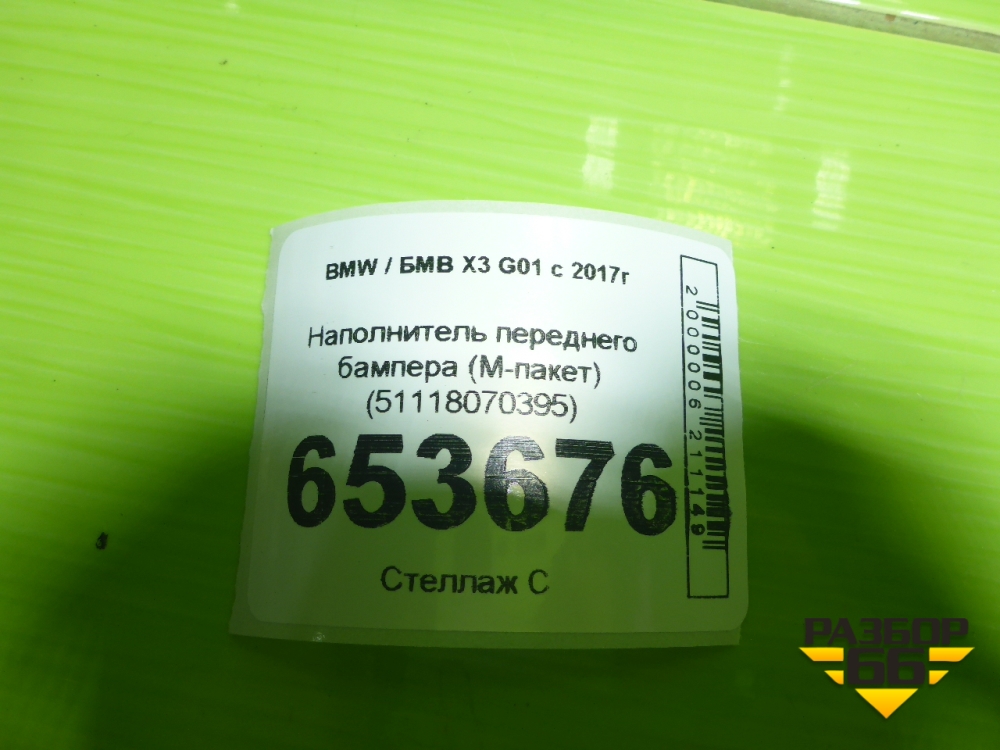 BMW / БМВ X3 G01 с 2017г
Наполнитель переднего
бампера (М-пакет)
(51118070395)
653676
Стеллаж С
2000006211149
РАЗБОР
66